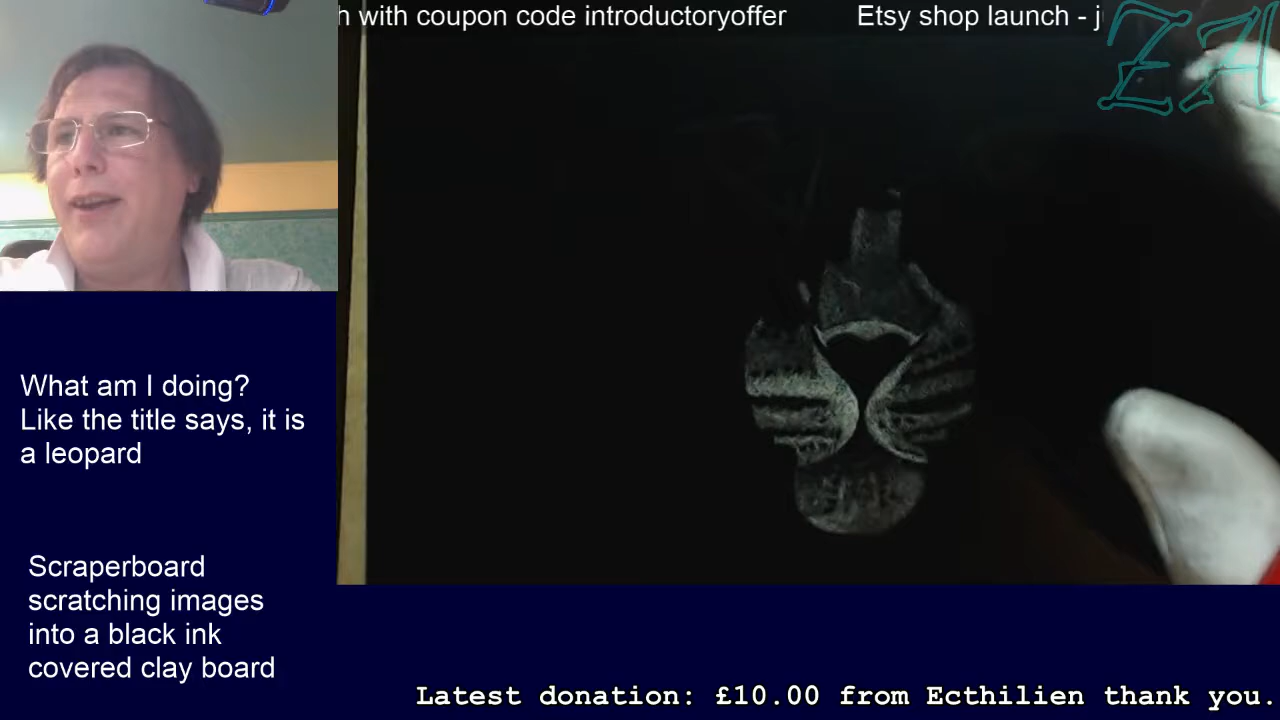 h with coupon code introductoryoffer Etsy shop launch - j
ZA
What am I doing?
Like the title says, it is
a leopard
Scraperboard
scratching images
into a black ink
covered clay board
Latest donation: £10.00 from Ecthilien thank you.